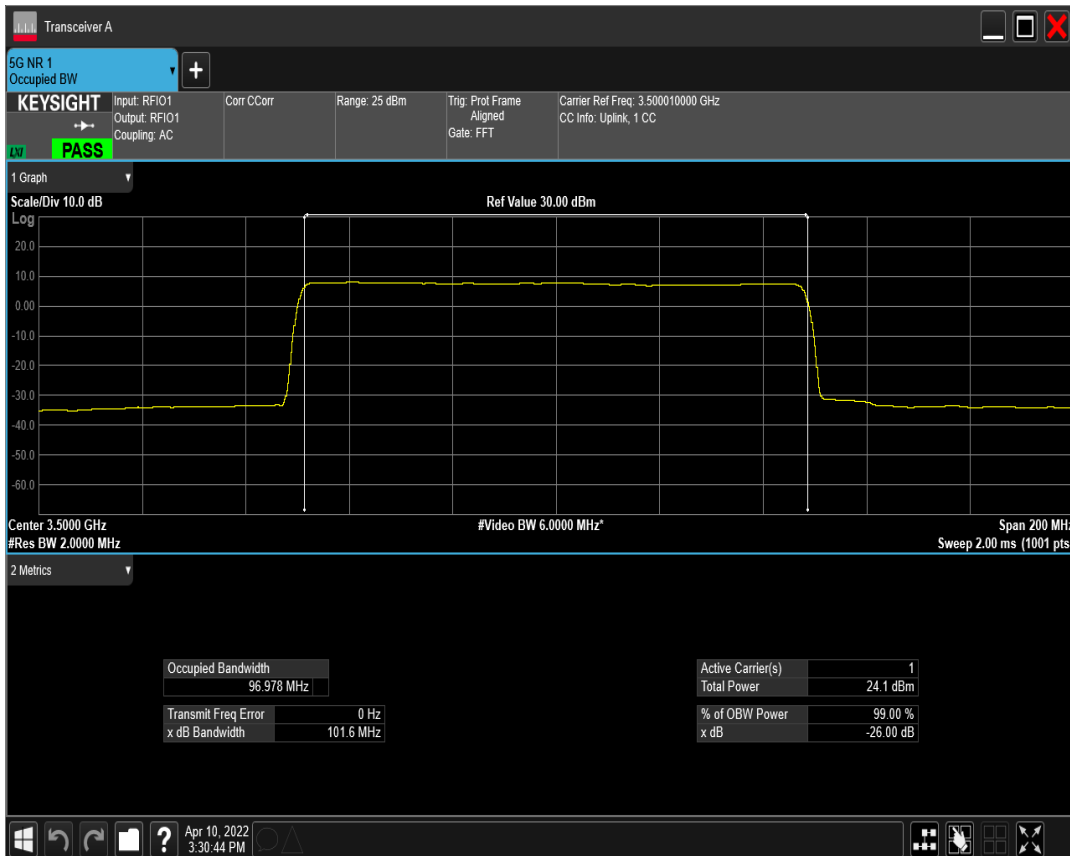 Transceiver A
5G NR 1
Occupied BW
+
KEYSIGHT
LXI
PASS
Input: RFIO1
Output: RFIO1
Coupling: AC
Corr CCorr
Range: 25 dBm
Trig: Prot Frame
Aligned
Gate: FFT
Carrier Ref Freq: 3.500010000 GHz
CC Info: Uplink, 1 CC
1 Graph
Scale/Div 10.0 dB
Ref Value 30.00 dBm
Log
20.0
10.0
0.00
-10.0
-20.0
-30.0
-40.0
-50.0
-60.0
Center 3.5000 GHz
#Video BW 6.0000 MHz*
Span 200 MHz
#Res BW 2.0000 MHz
Sweep 2.00 ms (1001 pts
2 Metrics
Occupied Bandwidth
96.978 MHz
Transmit Freq Error 0 Hz
x dB Bandwidth 101.6 MHz
Active Carrier(s) 1
Total Power 24.1 dBm
% of OBW Power 99.00 %
x dB -26.00 dB
?
Apr 10, 2022
3:30:44 PM